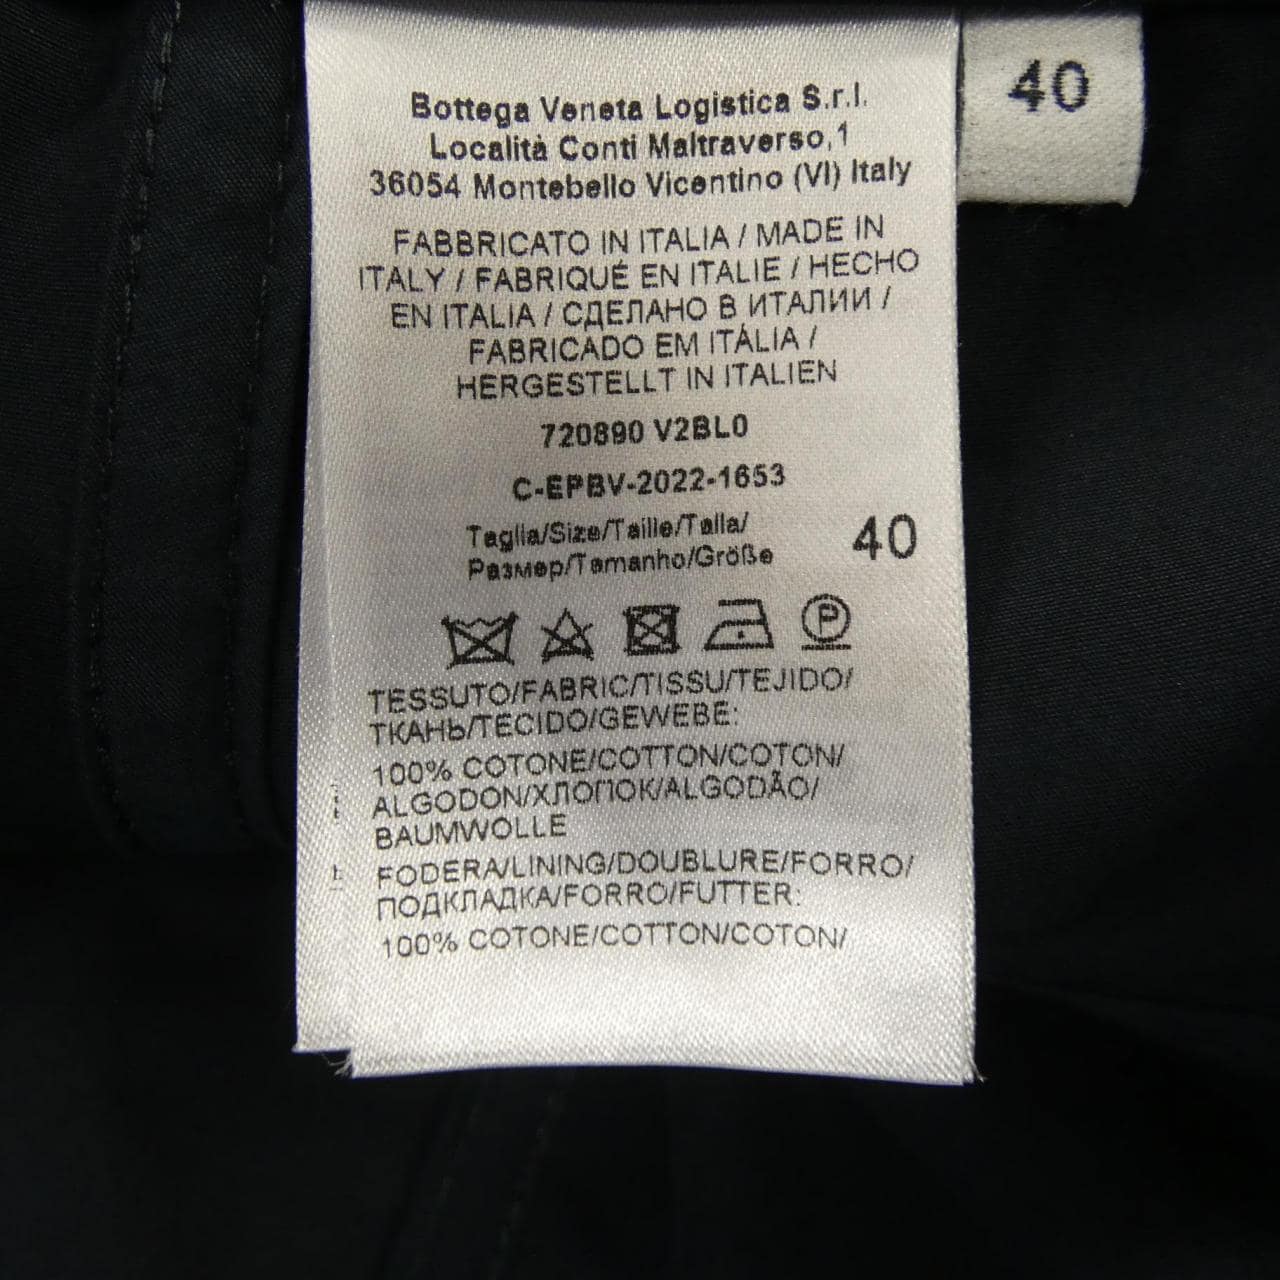 Bottega Veneta Logistica S.r.l.
Località Conti Maltraverso,1
36054 Montebello Vicentino (VI) Italy
40
FABBRICATO IN ITALIA / MADE IN
ITALY / FABRIQUÉ EN ITALIE / HECHO
EN ITALIA / СДЕЛАНО В ИТАЛИИ /
FABRICADO EM ITÁLIA /
HERGESTELLT IN ITALIEN
720890 V2BL0
C-EPBV-2022-1653
Taglia/Size/Taille/Talla/
Размер/Tamanho/Größe
40
P
TESSUTO/FABRIC/TISSU/TEJIDO/
ТКАНЬ/TECIDO/GEWEBE:
100% COTONE/COTTON/COTON/
ALGODON/ХЛОПОК/ALGODÃO/
BAUMWOLLE
FODERA/LINING/DOUBLURE/FORRO/
ПОДКЛАДКА/FORRO/FUTTER:
100% COTONE/COTTON/COTON/